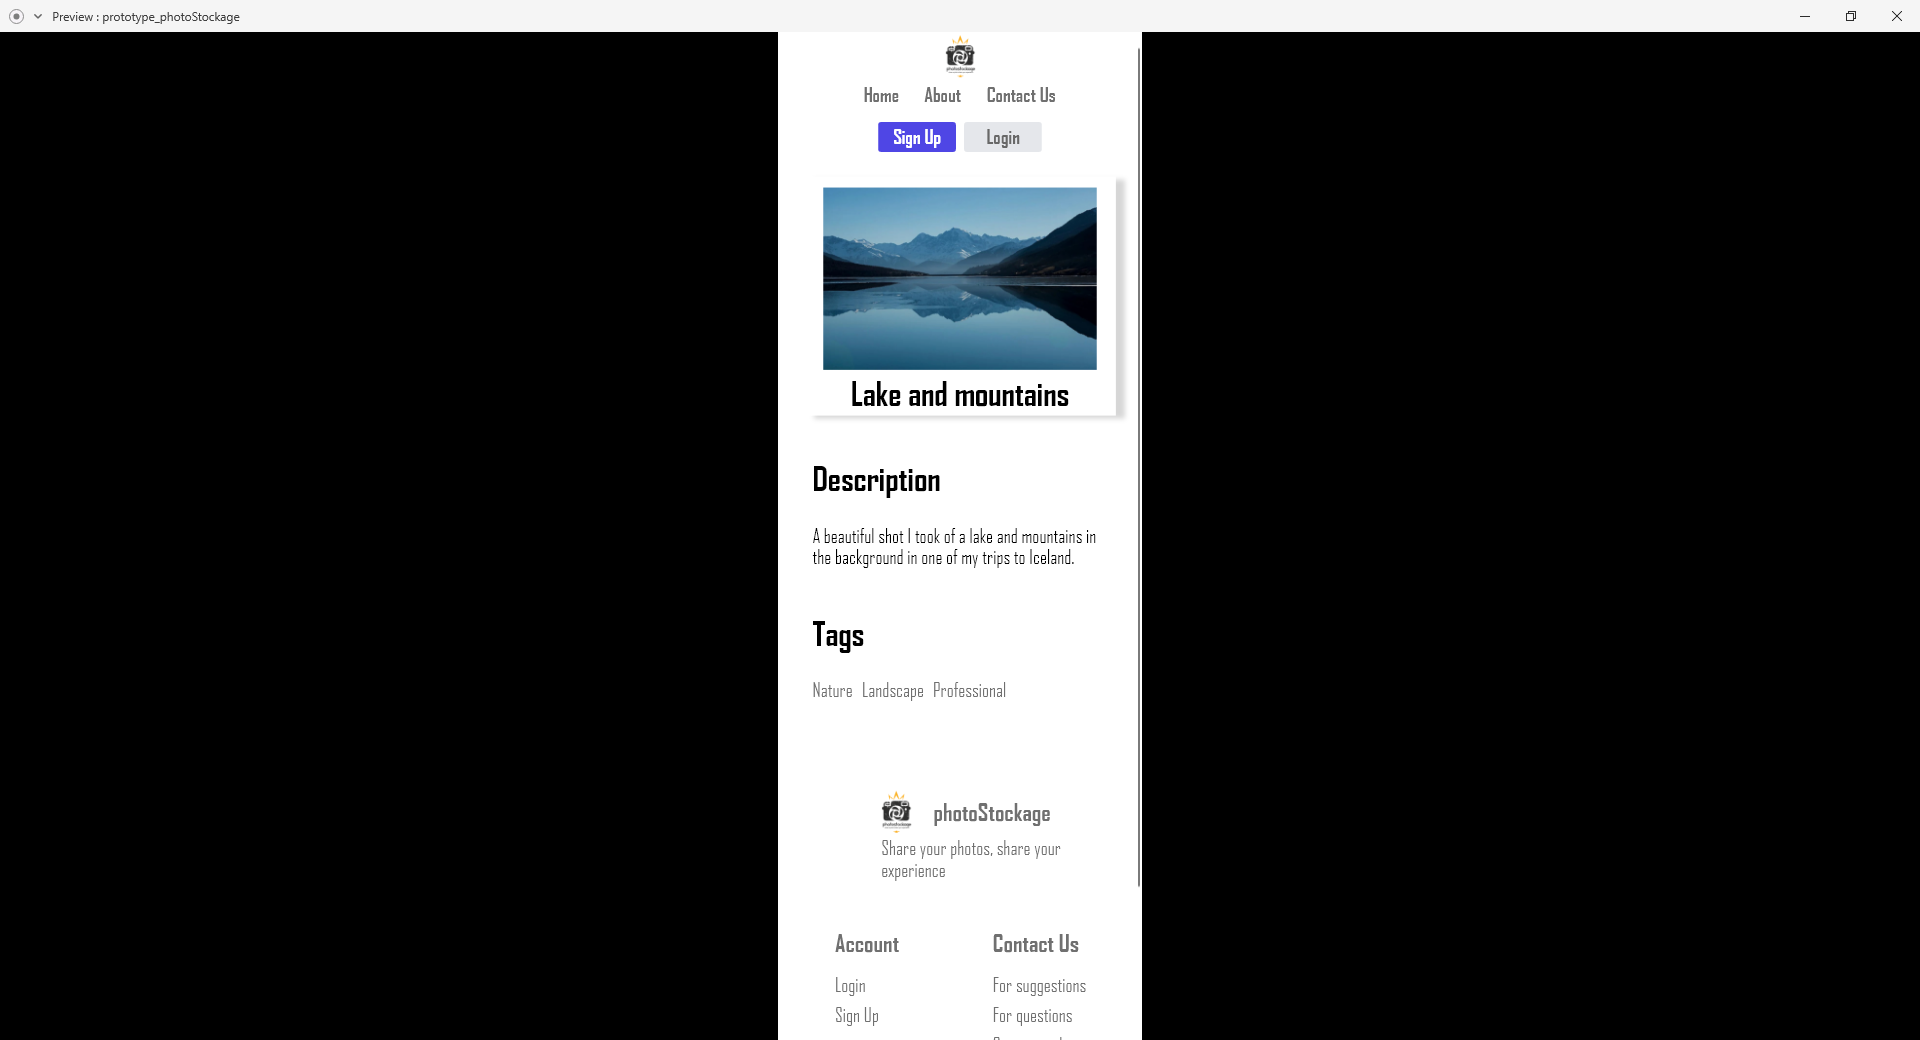 Preview : prototype_photoStockage
photoStockage
Home About Contact Us
Sign Up Login
Lake and mountains
Description
A beautiful shot I took of a lake and mountains in
the background in one of my trips to Iceland.
Tags
Nature Landscape Professional
photoStockage
photoStockage
Share your photos, share your
experience
Account Contact Us
Login For suggestions
Sign Up For questions